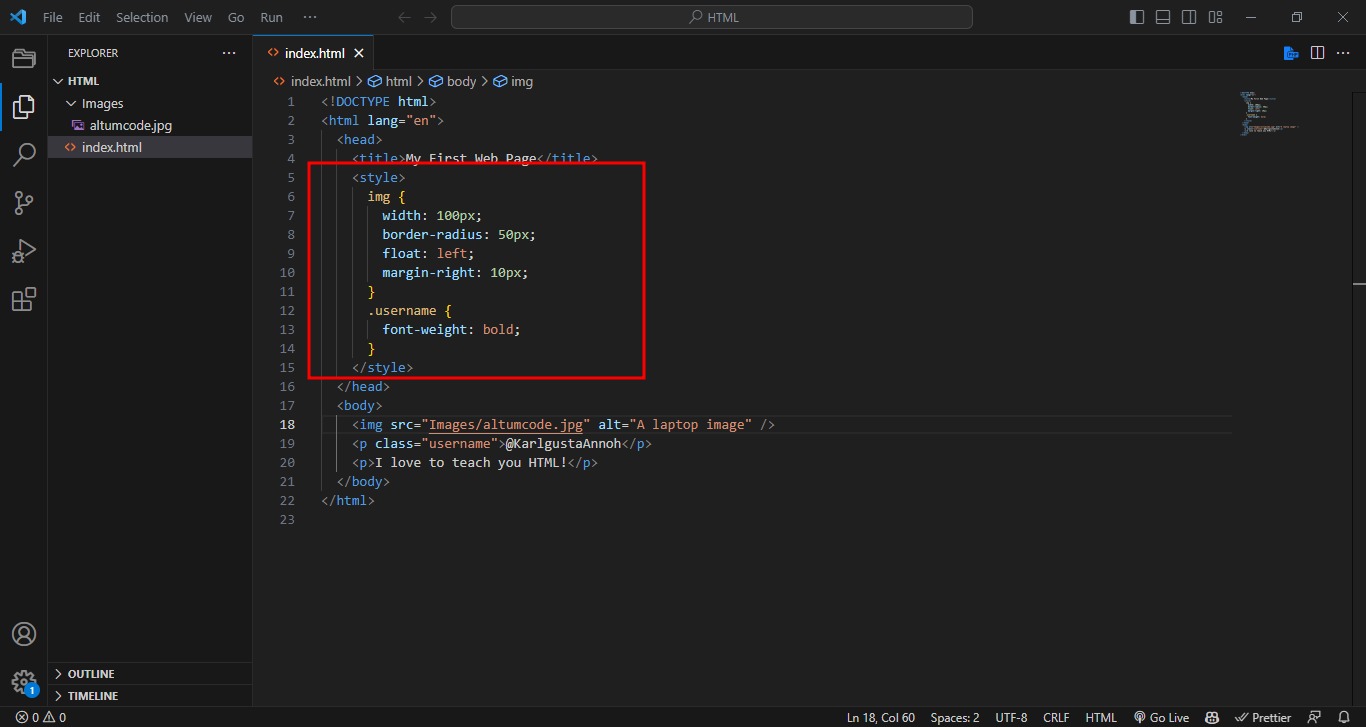 File Edit Selection View Go Run ···
HTML
EXPLORER ···
HTML
Images
altumcode.jpg
index.html
OUTLINE
TIMELINE
index.html
index.html > html > body > img
1 <!DOCTYPE html>
2 <html lang="en">
3 <head>
4 <title>My First Web Page</title>
5 <style>
6 img {
7 width: 100px;
8 border-radius: 50px;
9 float: left;
10 margin-right: 10px;
11 }
12 .username {
13 font-weight: bold;
14 }
15 </style>
16 </head>
17 <body>
18 <img src="Images/altumcode.jpg" alt="A laptop image" />
19 <p class="username">@KarlgustaAnnoh</p>
20 <p>I love to teach you HTML!</p>
21 </body>
22 </html>
23
1
0 0 Ln 18, Col 60 Spaces: 2 UTF-8 CRLF HTML Go Live Prettier